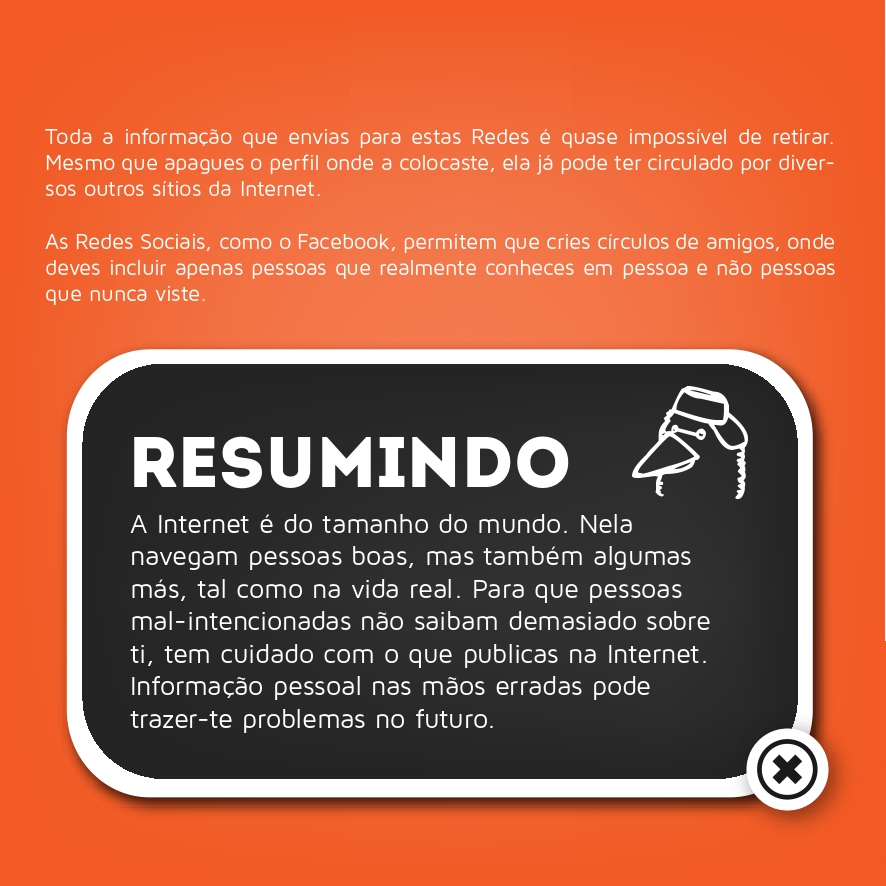 Toda a informação que envias para estas Redes é quase impossível de retirar.
Mesmo que apagues o perfil onde a colocaste, ela já pode ter circulado por diver-
sos outros sítios da Internet.
As Redes Sociais, como o Facebook, permitem que cries círculos de amigos, onde
deves incluir apenas pessoas que realmente conheces em pessoa e não pessoas
que nunca viste.
RESUMINDO
A Internet é do tamanho do mundo. Nela
navegam pessoas boas, mas também algumas
más, tal como na vida real. Para que pessoas
mal-intencionadas não saibam demasiado sobre
ti, tem cuidado com o que publicas na Internet.
Informação pessoal nas mãos erradas pode
trazer-te problemas no futuro.